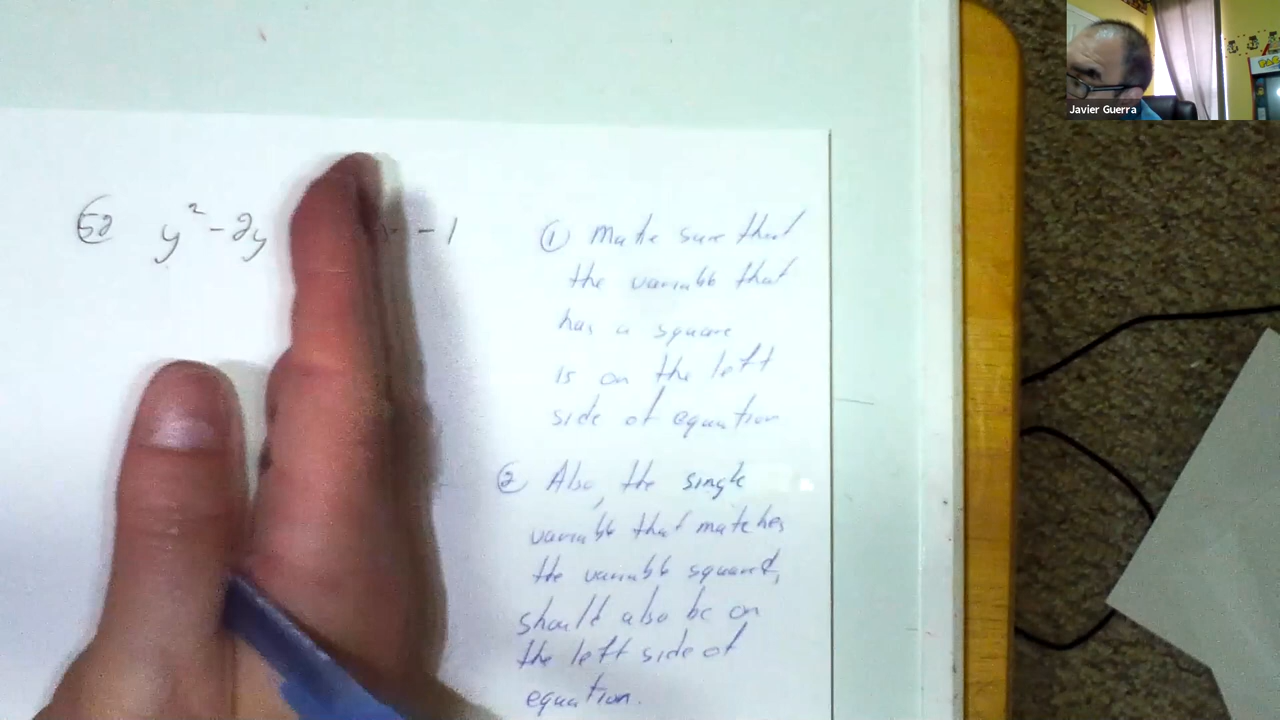 52 y² - 2y - 1
① Make sure that
the variable that
has a square
is on the left
side of equation
② Also, the single
variable that matches
the variable squared,
should also be on
the left side of
equation.
Javier Guerra